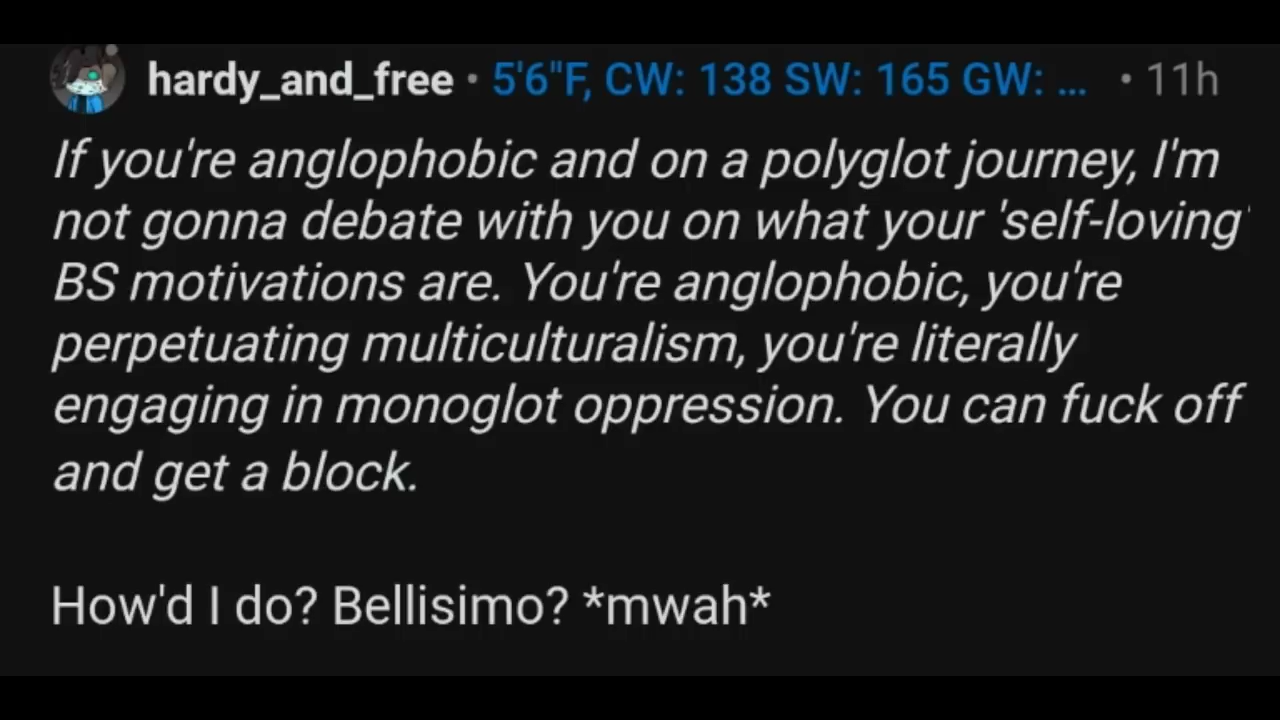 hardy_and_free • 5'6"F, CW: 138 SW: 165 GW: ... • 11h
If you're anglophobic and on a polyglot journey, I'm
not gonna debate with you on what your 'self-loving'
BS motivations are. You're anglophobic, you're
perpetuating multiculturalism, you're literally
engaging in monoglot oppression. You can fuck off
and get a block.
How'd I do? Bellisimo? *mwah*